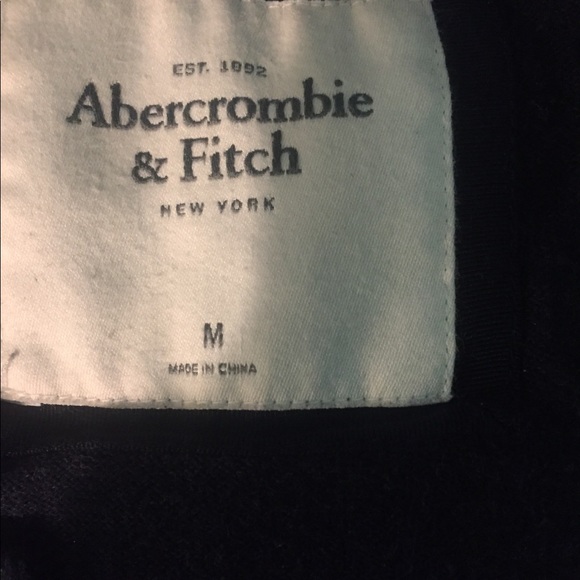 EST. 1892
Abercrombie
& Fitch
NEW YORK
M
MADE IN CHINA